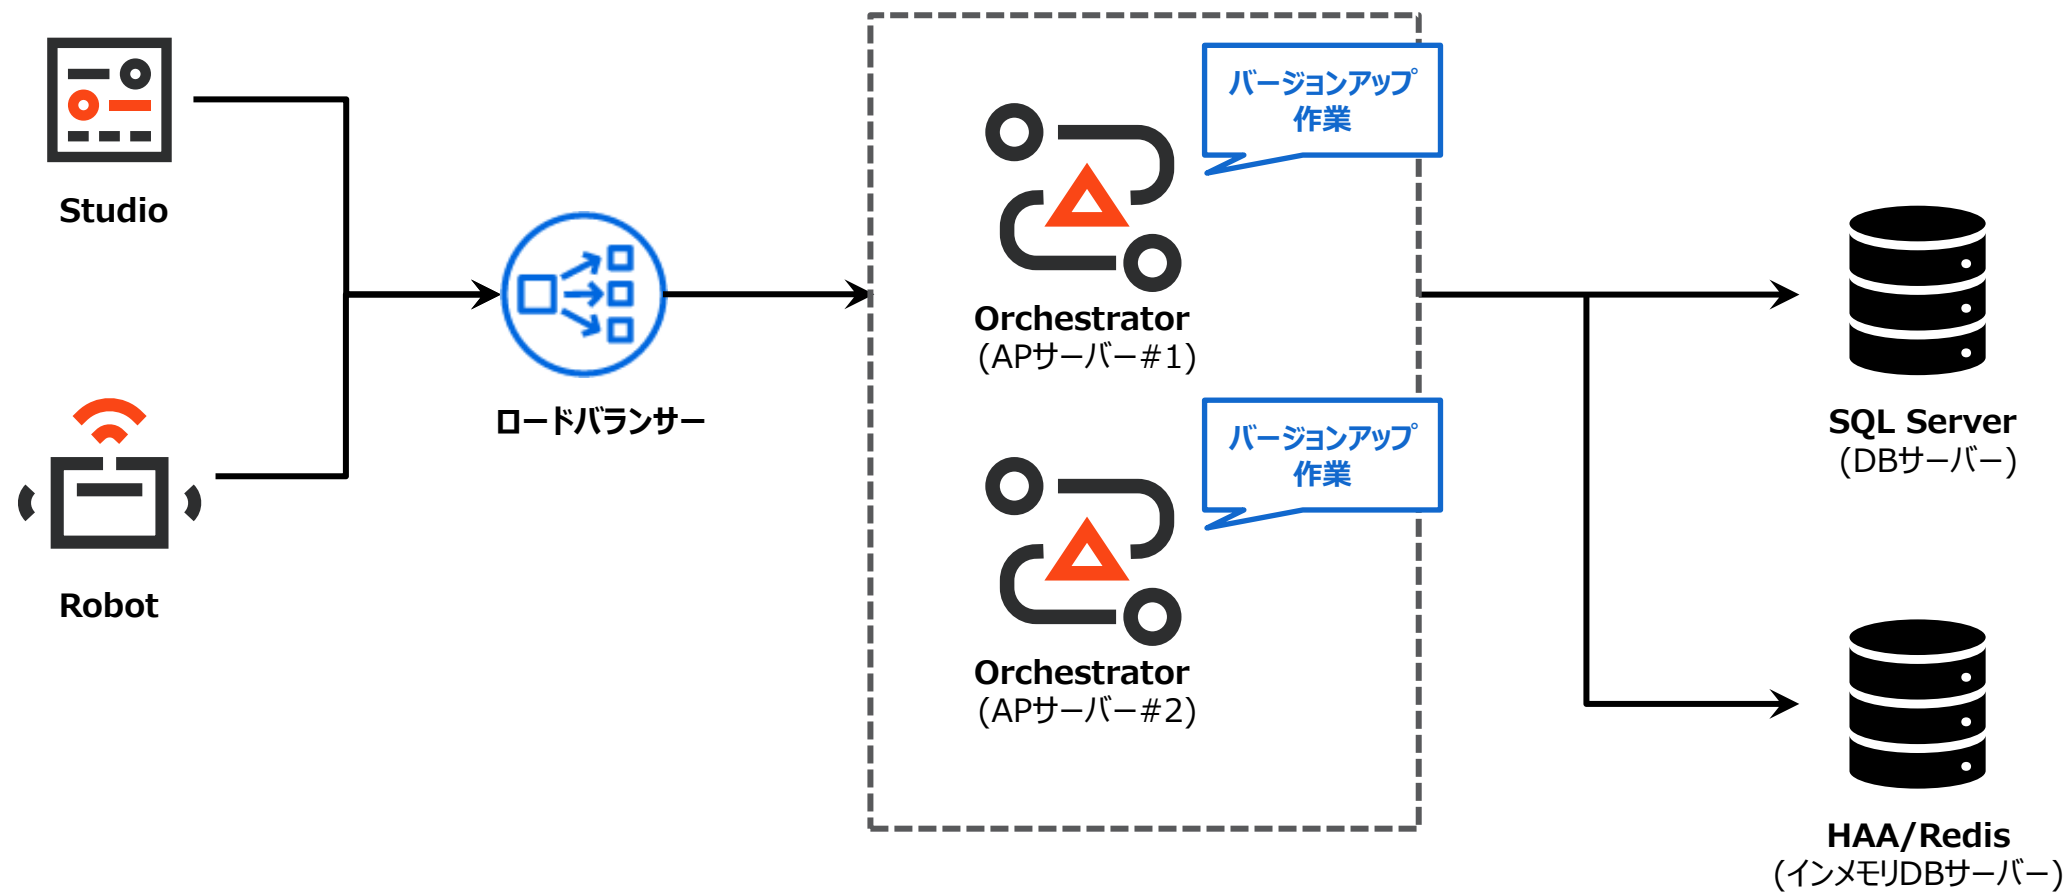 Studio
Robot
ロードバランサー
バージョンアップ
作業
Orchestrator
(APサーバー#1)
バージョンアップ
作業
Orchestrator
(APサーバー#2)
SQL Server
(DBサーバー)
HAA/Redis
(インメモリDBサーバー)